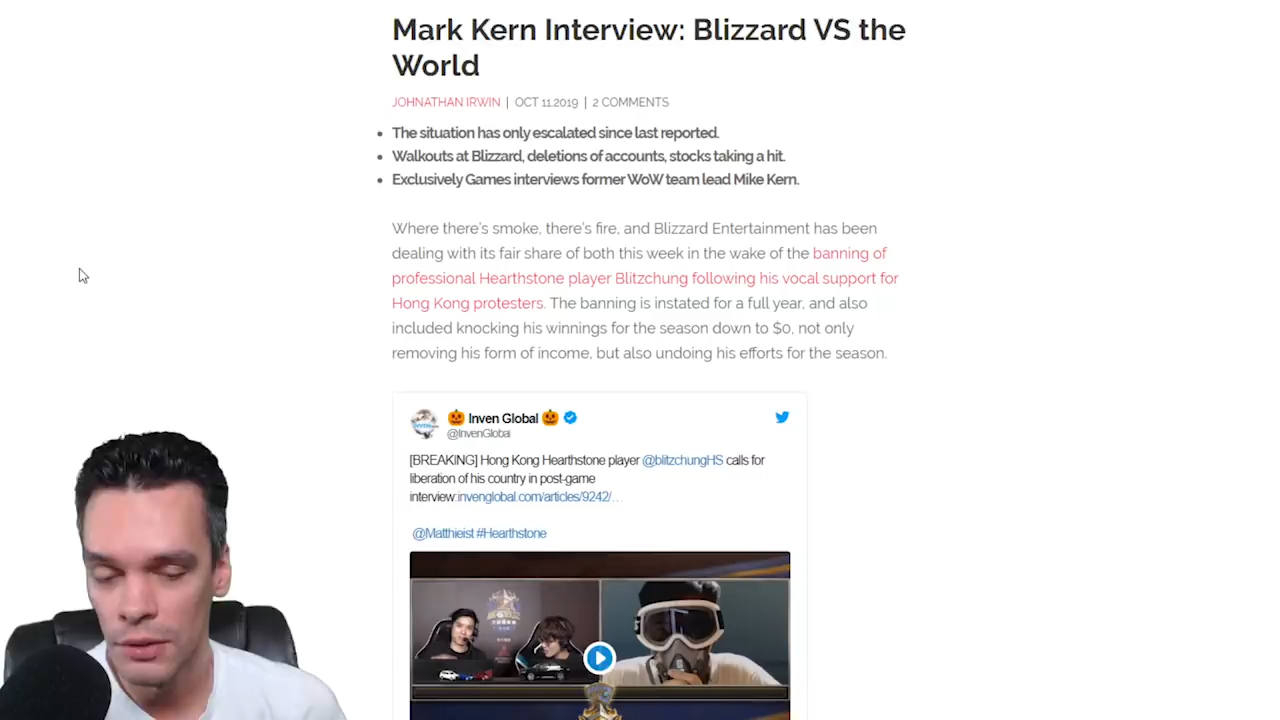 Mark Kern Interview: Blizzard VS the
World
JOHNATHAN IRWIN | OCT 11.2019 | 2 COMMENTS
The situation has only escalated since last reported.
Walkouts at Blizzard, deletions of accounts, stocks taking a hit.
Exclusively Games interviews former WoW team lead Mike Kern.
Where there's smoke, there's fire, and Blizzard Entertainment has been
dealing with its fair share of both this week in the wake of the banning of
professional Hearthstone player Blitzchung following his vocal support for
Hong Kong protesters. The banning is instated for a full year, and also
included knocking his winnings for the season down to $0, not only
removing his form of income, but also undoing his efforts for the season.
Inven Global
@InvenGlobal
[BREAKING] Hong Kong Hearthstone player @blitzchungHS calls for
liberation of his country in post-game
interview:invenglobal.com/articles/9242/…
@Matthieist #Hearthstone